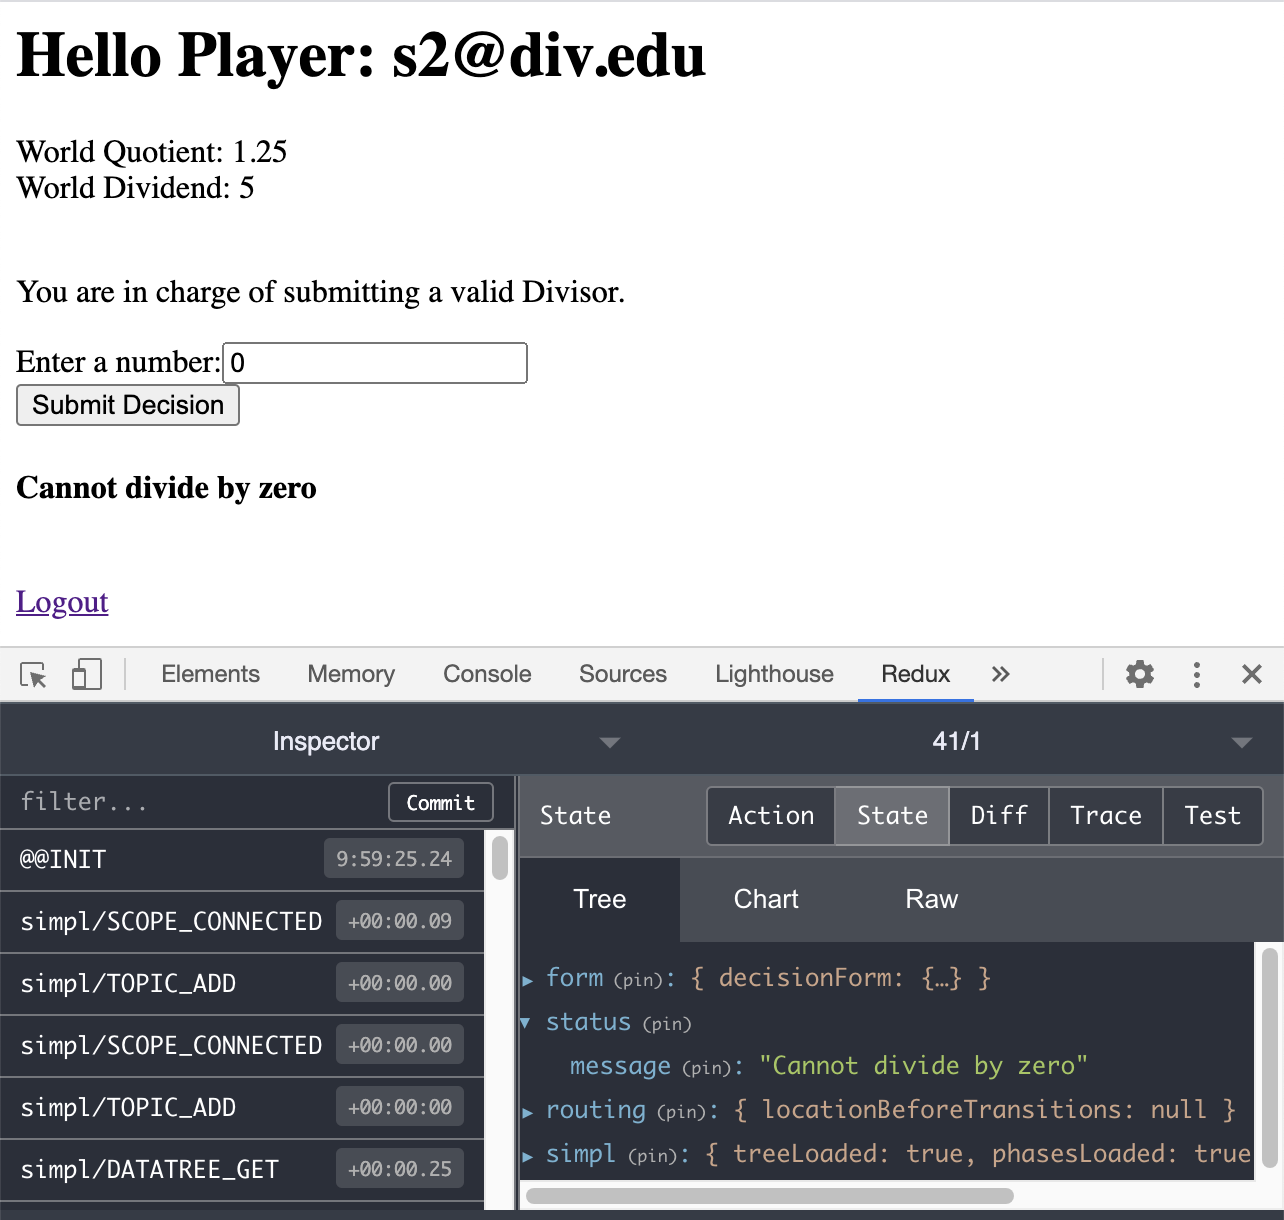 Hello Player: s2@div.edu
World Quotient: 1.25
World Dividend: 5
You are in charge of submitting a valid Divisor.
Enter a number: 0
Submit Decision
Cannot divide by zero
Logout
Elements Memory Console Sources Lighthouse Redux »
Inspector 41/1
filter... Commit
@@INIT 9:59:25.24
simpl/SCOPE_CONNECTED +00:00.09
simpl/TOPIC_ADD +00:00.00
simpl/SCOPE_CONNECTED +00:00.00
simpl/TOPIC_ADD +00:00:00
simpl/DATATREE_GET +00:00.25
State Action State Diff Trace Test
Tree Chart Raw
form (pin): { decisionForm: {…} }
status (pin)
message (pin): "Cannot divide by zero"
routing (pin): { locationBeforeTransitions: null }
simpl (pin): { treeLoaded: true, phasesLoaded: true